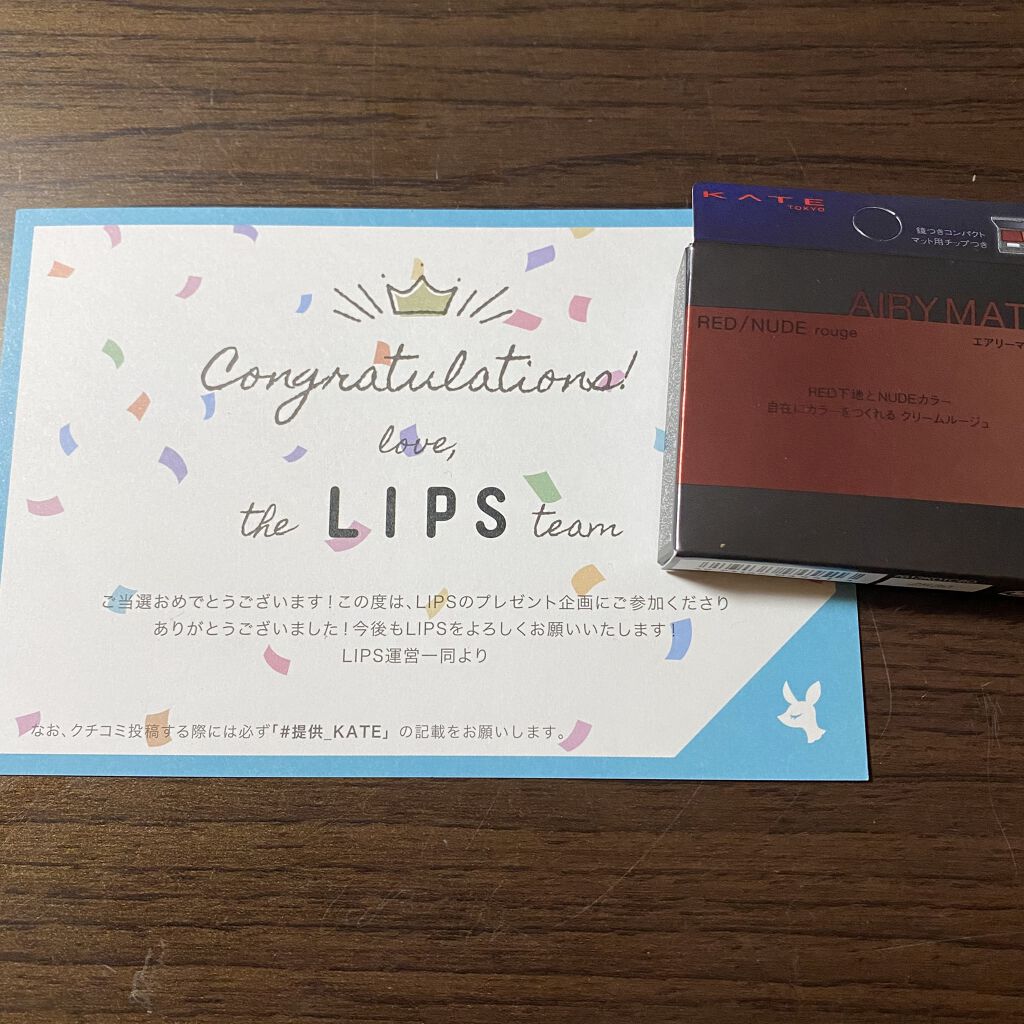 Congratulations!
love,
the LIPS team
ご当選おめでとうございます!この度は、LIPSのプレゼント企画にご参加くださり
ありがとうございました!今後もLIPSをよろしくお願いいたします!
LIPS運営一同より
なお、クチコミ投稿する際には必ず「#提供_KATE」の記載をお願いします。
KATE
TOKYO
鏡つきコンパクト
マット用チップつき
AIRY MAT
RED/NUDE rouge
エアリーマ
RED下地とNUDEカラー
自在にカラーをつくれる クリームルージュ